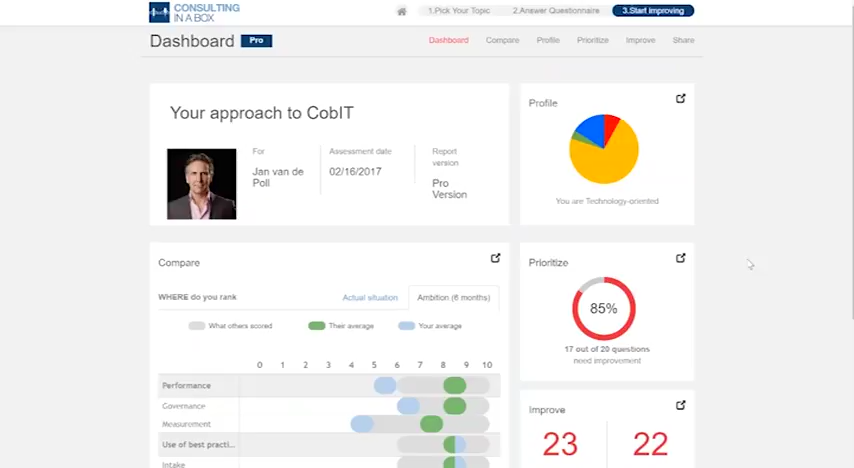 CONSULTING
IN A BOX
1.Pick Your Topic
2.Answer Questionnaire
3.Start improving
Dashboard
Pro
Dashboard
Compare
Profile
Prioritize
Improve
Share
Your approach to CobIT
For
Jan van de
Poll
Assessment date
02/16/2017
Report
version
Pro
Version
Profile
You are Technology-oriented
Compare
WHERE do you rank
Actual situation
Ambition (6 months)
What others scored
Their average
Your average
0 1 2 3 4 5 6 7 8 9 10
Performance
Governance
Measurement
Use of best practi...
Intake
Prioritize
85%
17 out of 20 questions
need improvement
Improve
23
22